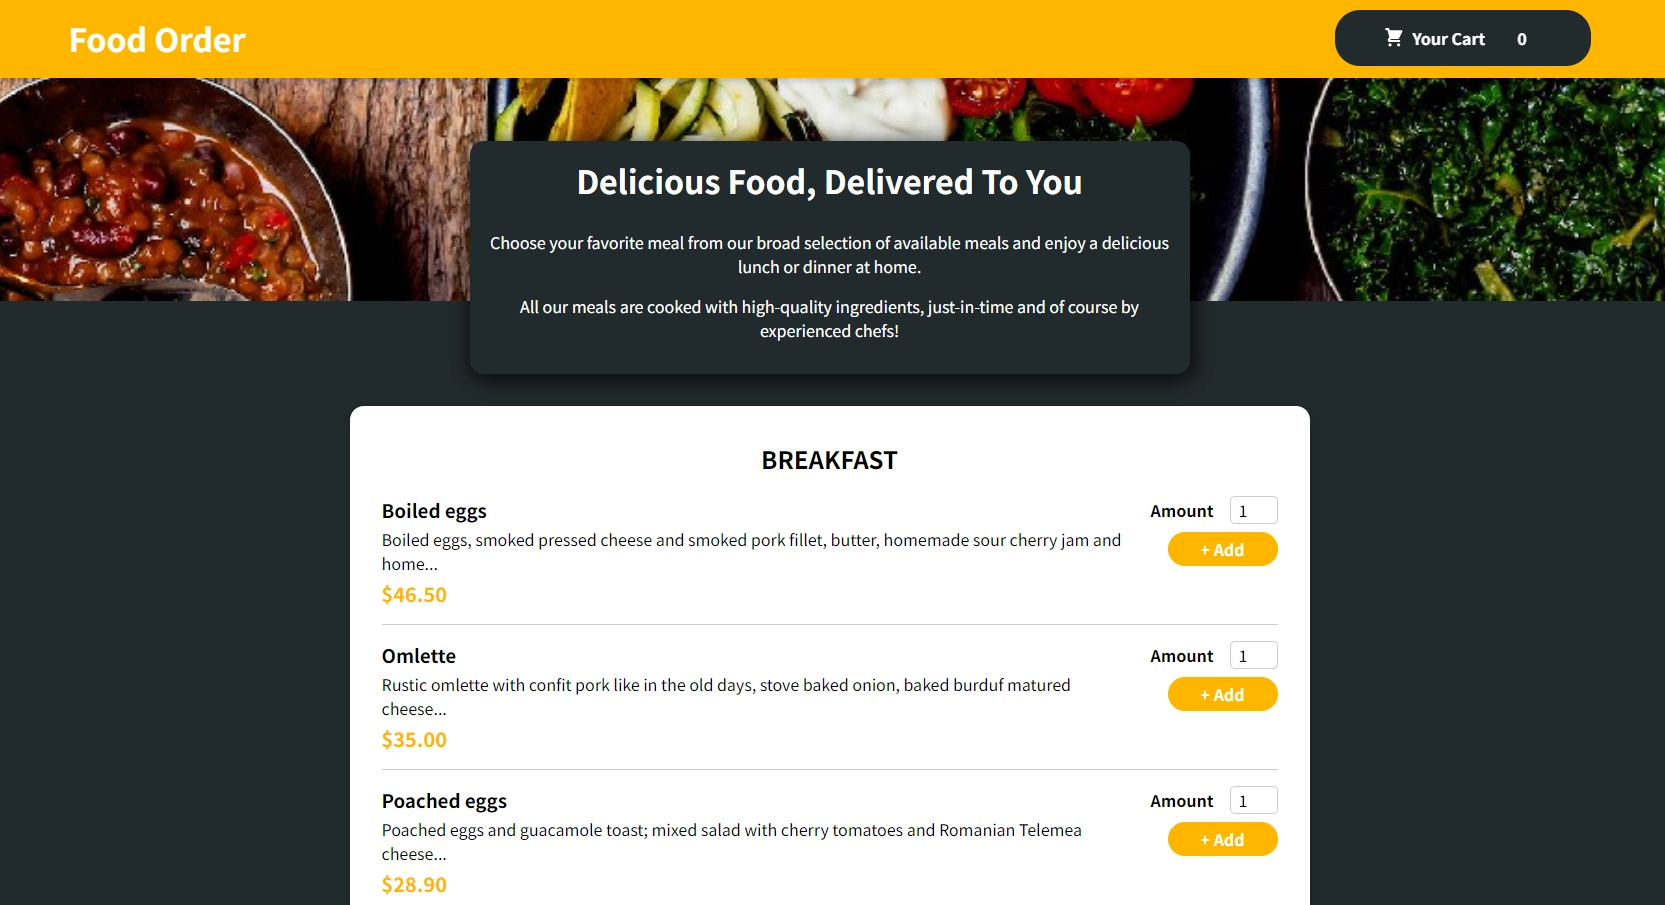 Food Order
Your Cart 0
Delicious Food, Delivered To You
Choose your favorite meal from our broad selection of available meals and enjoy a delicious
lunch or dinner at home.
All our meals are cooked with high-quality ingredients, just-in-time and of course by
experienced chefs!
BREAKFAST
Boiled eggs
Amount 1
Boiled eggs, smoked pressed cheese and smoked pork fillet, butter, homemade sour cherry jam and
home...
+ Add
$46.50
Omlette
Amount 1
Rustic omlette with confit pork like in the old days, stove baked onion, baked burduf matured
cheese...
+ Add
$35.00
Poached eggs
Amount 1
Poached eggs and guacamole toast; mixed salad with cherry tomatoes and Romanian Telemea
cheese...
+ Add
$28.90